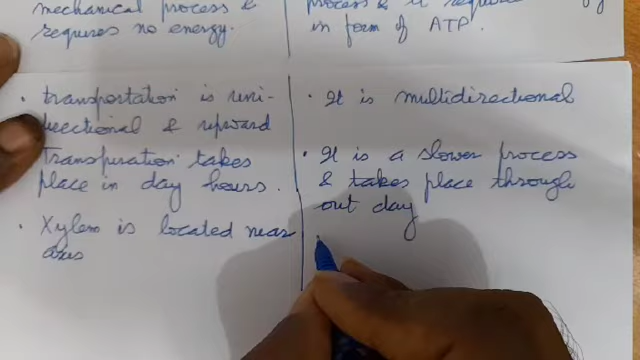 mechanical process &
requires no energy.
transportation is uni-
rectional & upward
Transpiration takes
place in day hours.
Xylem is located near
axis
process & it requires
in form of ATP.
It is multidirectional
It is a slower process
& takes place through
out day